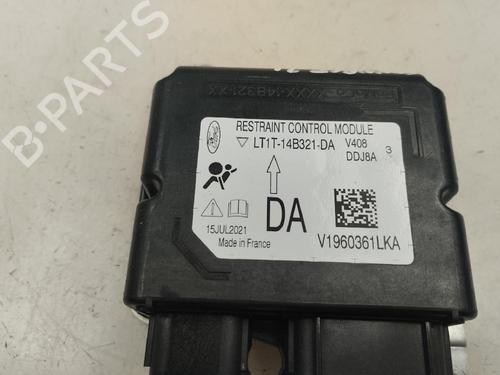 RESTRAINT CONTROL MODULE
LT1T-14B321-DA V408 3
DDJ8A
DA
15JUL2021
Made in France
V1960361LKA
B-PARTS